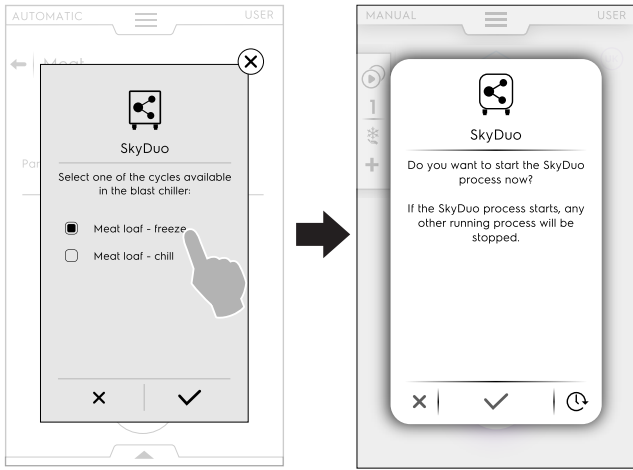 AUTOMATIC
USER
Meat
Par
SkyDuo
Select one of the cycles available
in the blast chiller:
Meat loaf - freeze
Meat loaf - chill
MANUAL
USER
1
SkyDuo
Do you want to start the SkyDuo
process now?
If the SkyDuo process starts, any
other running process will be
stopped.